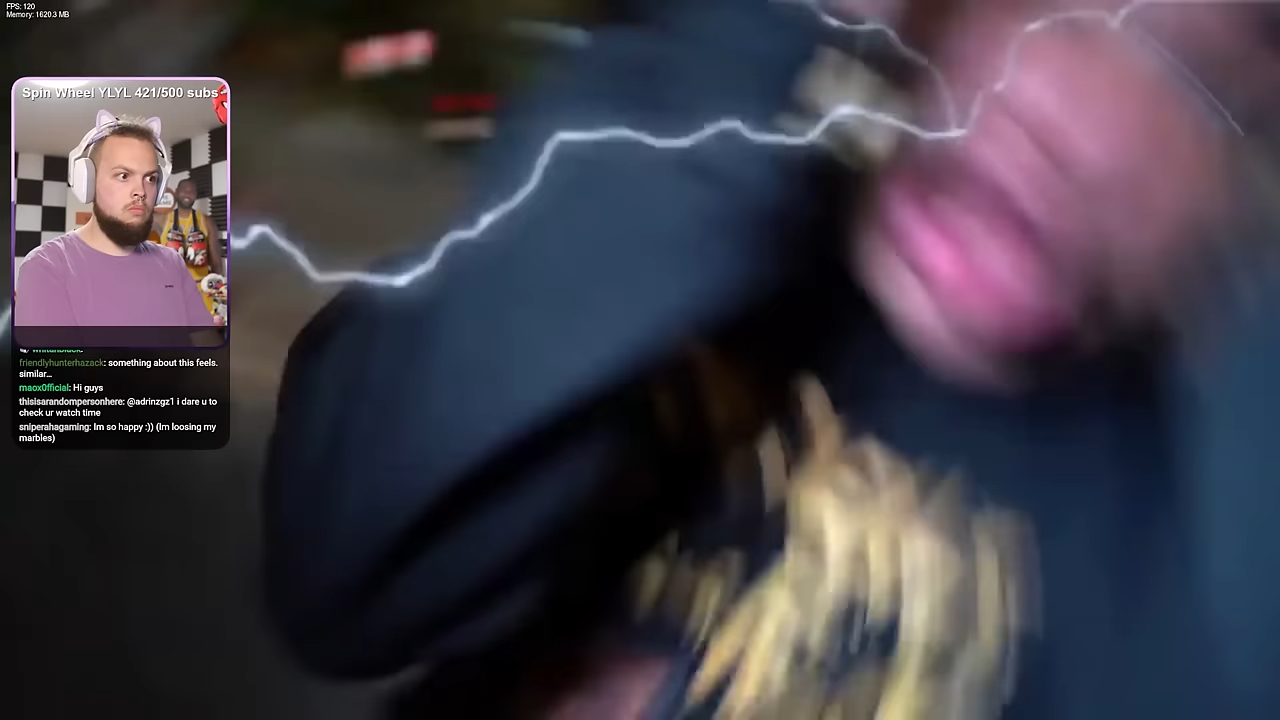 FPS: 120
Memory: 1620.3 MB
Spin Wheel YLYL 421/500 subs
friendlyhunterhazack: something about this feels.
similar...
maox0fficial: Hi guys
thisisarandompersonhere: @adrinzgz1 i dare u to
check ur watch time
sniperahagaming: Im so happy :)) (Im loosing my
marbles)